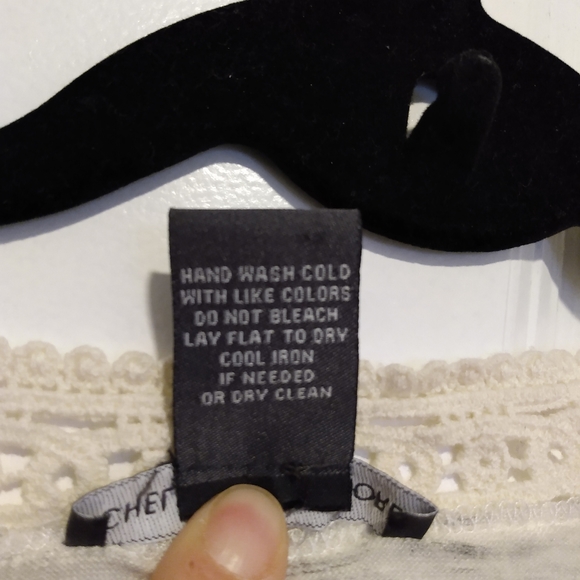 HAND WASH COLD
WITH LIKE COLORS
DO NOT BLEACH
LAY FLAT TO DRY
COOL IRON
IF NEEDED
OR DRY CLEAN